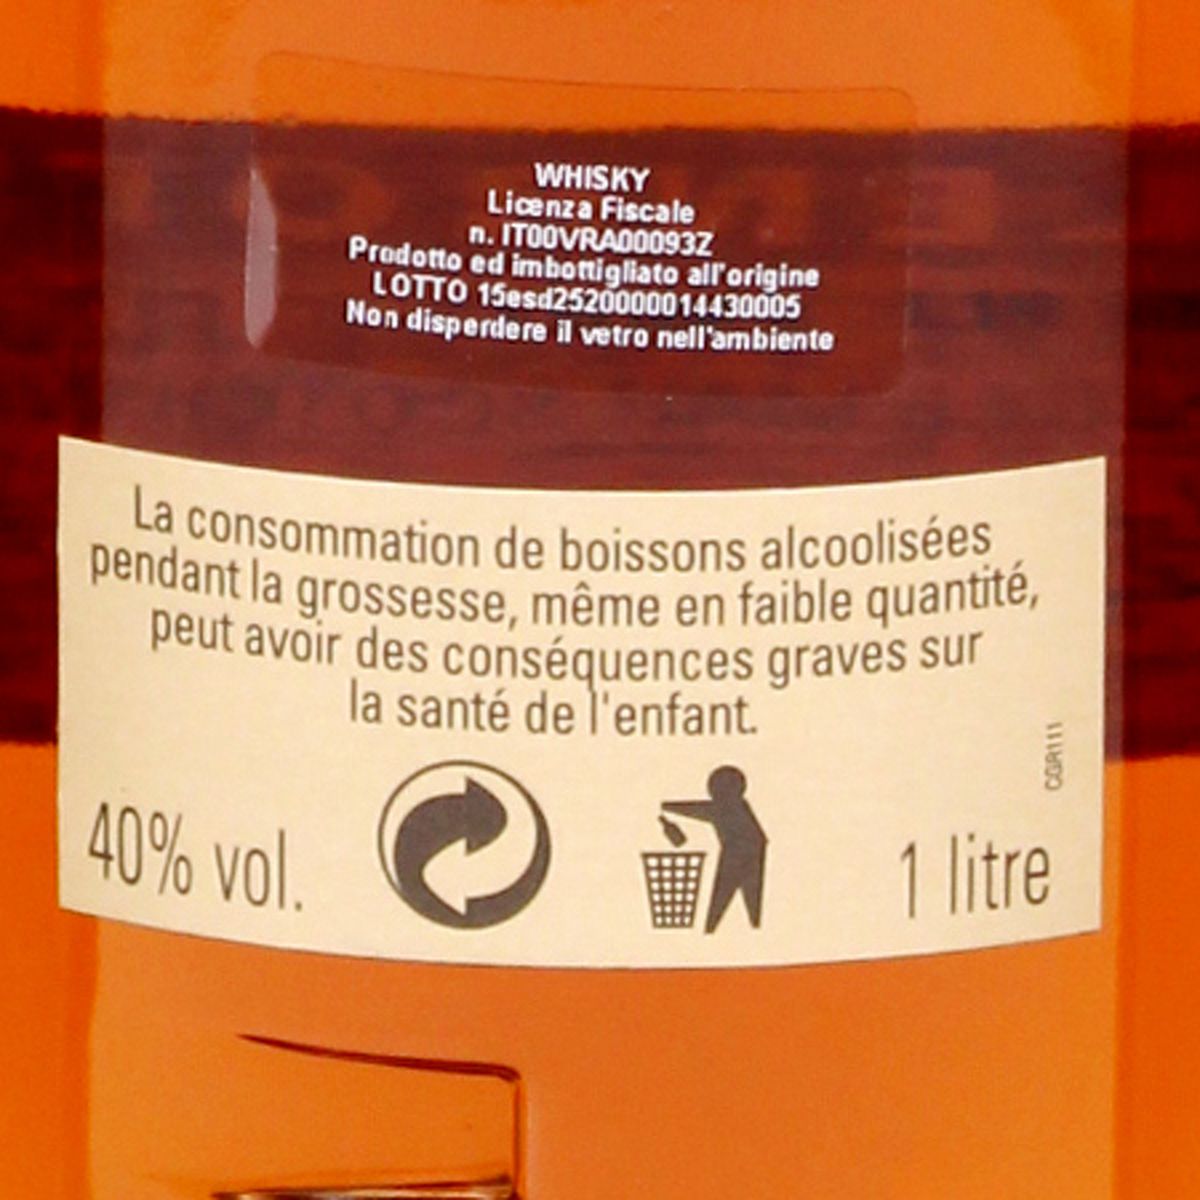 WHISKY
Licenza Fiscale
n. IT00VRA00093Z
Prodotto ed imbottigliato all'origine
LOTTO 15esd2520000014430005
Non disperdere il vetro nell'ambiente
La consommation de boissons alcoolisées
pendant la grossesse, même en faible quantité,
peut avoir des conséquences graves sur
la santé de l'enfant.
CGR111
40% vol.
1 litre